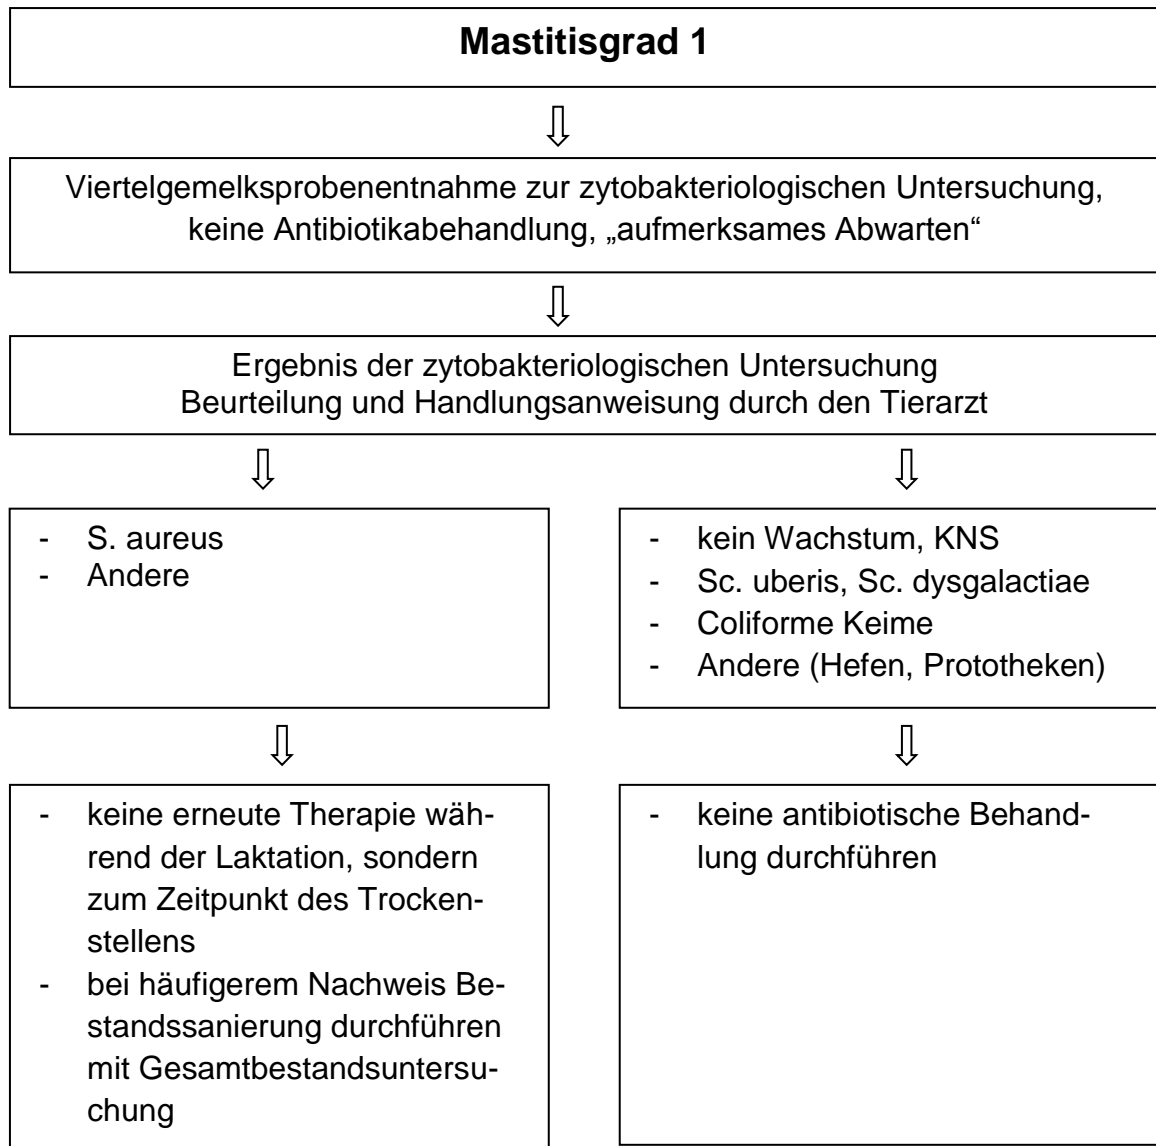 Mastitisgrad 1
Viertelgemelksprobenentnahme zur zytobakteriologischen Untersuchung,
keine Antibiotikabehandlung, „aufmerksames Abwarten“
Ergebnis der zytobakteriologischen Untersuchung
Beurteilung und Handlungsanweisung durch den Tierarzt
- S. aureus
- Andere
- kein Wachstum, KNS
- Sc. uberis, Sc. dysgalactiae
- Coliforme Keime
- Andere (Hefen, Prototheken)
- keine erneute Therapie wäh-
rend der Laktation, sondern
zum Zeitpunkt des Trocken-
stellens
- bei häufigerem Nachweis Be-
standssanierung durchführen
mit Gesamtbestandsuntersu-
chung
- keine antibiotische Behand-
lung durchführen